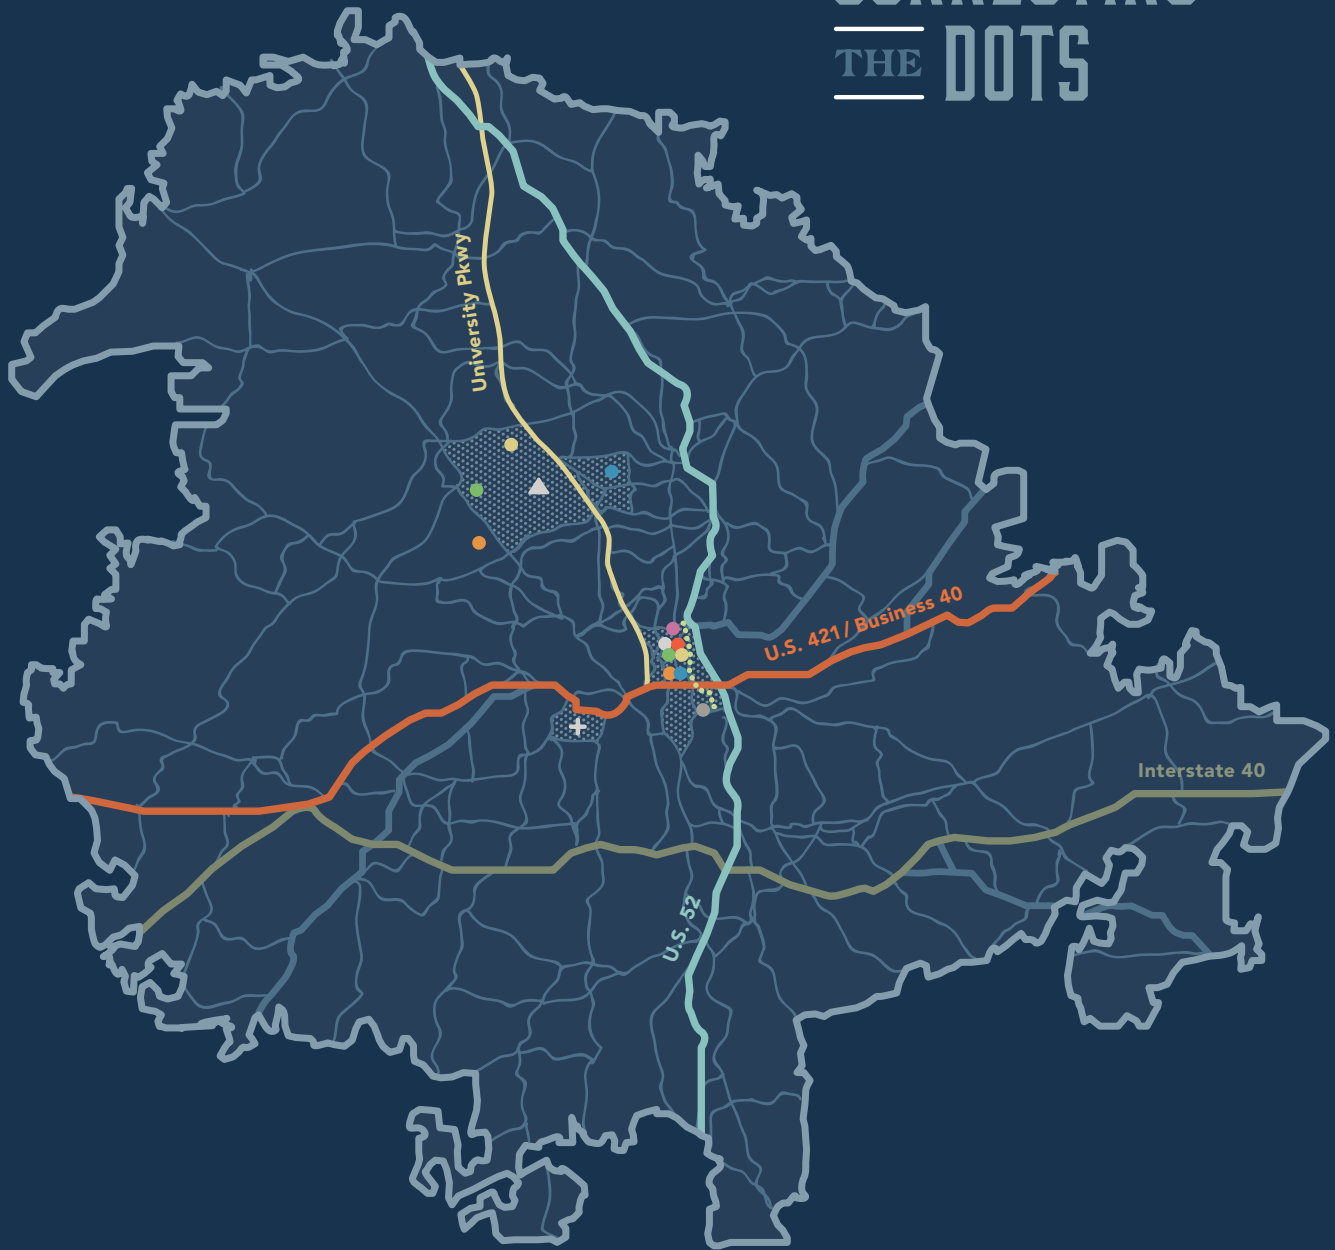 THE
DOTS
University Pkwy
U.S. 421 / Business 40
Interstate 40
U.S. 52